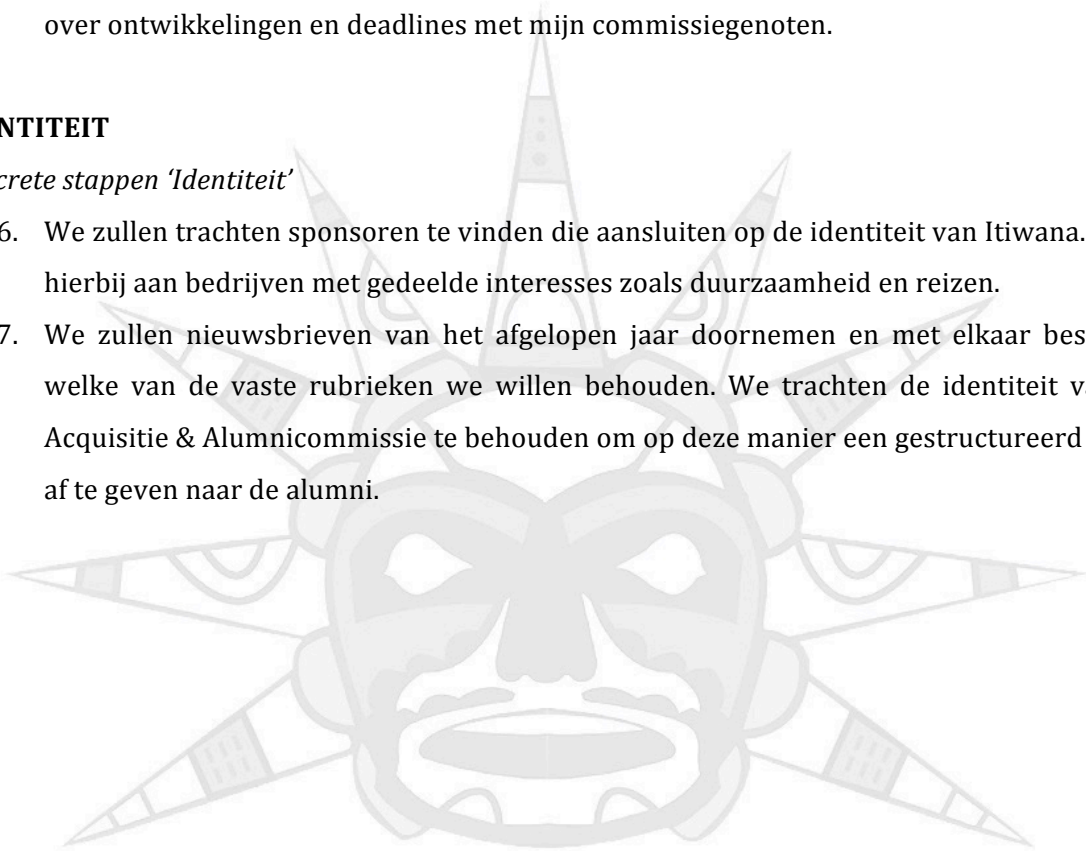 over ontwikkelingen en deadlines met mijn commissiegenoten.
NTITEIT
crete stappen ‘Identiteit’
6. We zullen trachten sponsoren te vinden die aansluiten op de identiteit van Itiwana.
hierbij aan bedrijven met gedeelde interesses zoals duurzaamheid en reizen.
7. We zullen nieuwsbrieven van het afgelopen jaar doornemen en met elkaar bes
welke van de vaste rubrieken we willen behouden. We trachten de identiteit va
Acquisitie & Alumnicommissie te behouden om op deze manier een gestructureerd
af te geven naar de alumni.